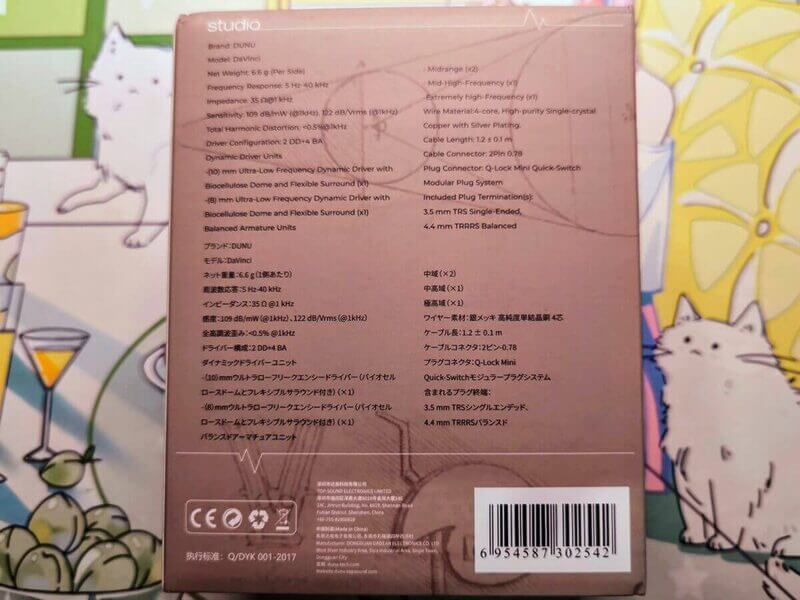 studio
Brand: DUNU
Model: DaVinci
Net Weight: 6.6 g (Per Side)
Frequency Response: 5 Hz-40 kHz
Impedance: 35 Ω@1 kHz
Sensitivity: 109 dB/mW (@1kHz), 122 dB/Vrms (@1kHz)
Total Harmonic Distortion: <0.5%@1kHz
Driver Configuration: 2 DD+4 BA
Dynamic Driver Units
-(10) mm Ultra-Low Frequency Dynamic Driver with
Biocellulose Dome and Flexible Surround (x1)
-(8) mm Ultra-Low Frequency Dynamic Driver with
Biocellulose Dome and Flexible Surround (x1)
Balanced Armature Units
- Midrange (x2)
-Mid-High-Frequency (x1)
-Extremely high-Frequency (x1)
Wire Material:4-core, High-purity Single-crystal
Copper with Silver Plating.
Cable Length: 1.2 ± 0.1 m
Cable Connector: 2Pin 0.78
Plug Connector: Q-Lock Mini Quick-Switch
Modular Plug System
Included Plug Termination(s):
3.5 mm TRS Single-Ended,
4.4 mm TRRRS Balanced
ブランド:DUNU
モデル:DaVinci
ネット重量:6.6 g (1側あたり)
周波数応答:5 Hz-40 kHz
インピーダンス:35 Ω @1 kHz
感度:109 dB/mW (@1kHz)、122 dB/Vrms (@1kHz)
全高調波歪み:<0.5% @1kHz
ドライバー構成:2 DD+4 BA
ダイナミックドライバーユニット
-(10)mmウルトラローフリークエンシードライバー (バイオセル
ロースドームとフレキシブルサラウンド付き) (×1)
-(8)mmウルトラローフリークエンシードライバー (バイオセル
ロースドームとフレキシブルサラウンド付き) (×1)
バランスドアーマチュアユニット
中域 (×2)
中高域 (×1)
極高域 (×1)
ワイヤー素材:銀メッキ 高純度単結晶銅 4芯
ケーブル長:1.2 ± 0.1 m
ケーブルコネクタ:2ピン-0.78
プラグコネクタ:Q-Lock Mini
Quick-Switchモジュラープラグシステム
含まれるプラグ終端:
3.5 mm TRSシングルエンデッド、
4.4 mm TRRRSバランスド
CE
执行标准: Q/DYK 001-2017
TOP SOUND ELECTRONICS LIMITED
Futian District, Shenzhen, China
(Made in China)
Manufacturer: DONGGUAN ELECTRONICS CO. LTD
Dongguan City
官网: dunu-tech.com
6 954587 302542